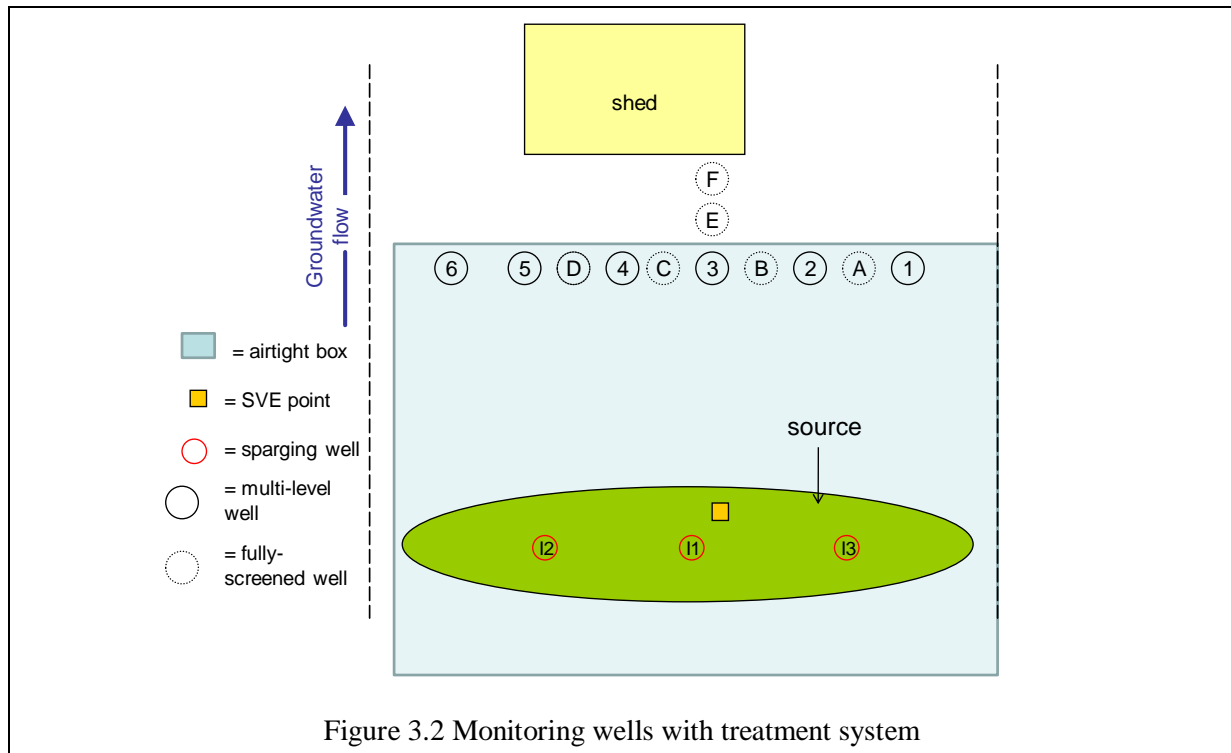 shed
Groundwater
flow
F
E
6 5 D 4 C 3 B 2 A 1
= airtight box
= SVE point
= sparging well
= multi-level
well
= fully-
screened well
source
I2 I1 I3
Figure 3.2 Monitoring wells with treatment system